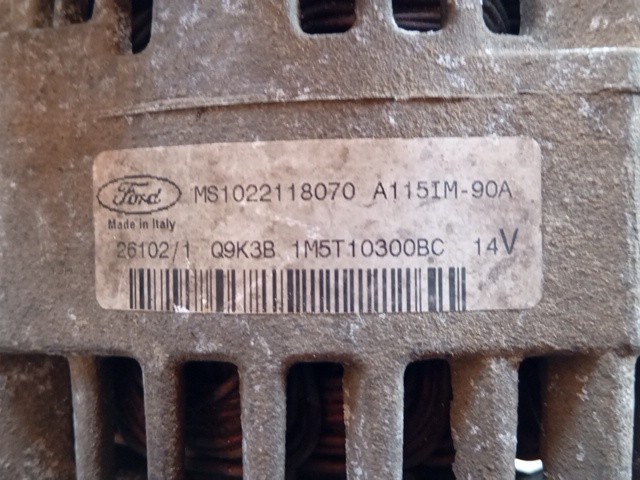 Ford MS1022118070 A115IM-90A
Made in Italy
26102/1 Q9K3B 1M5T10300BC 14V